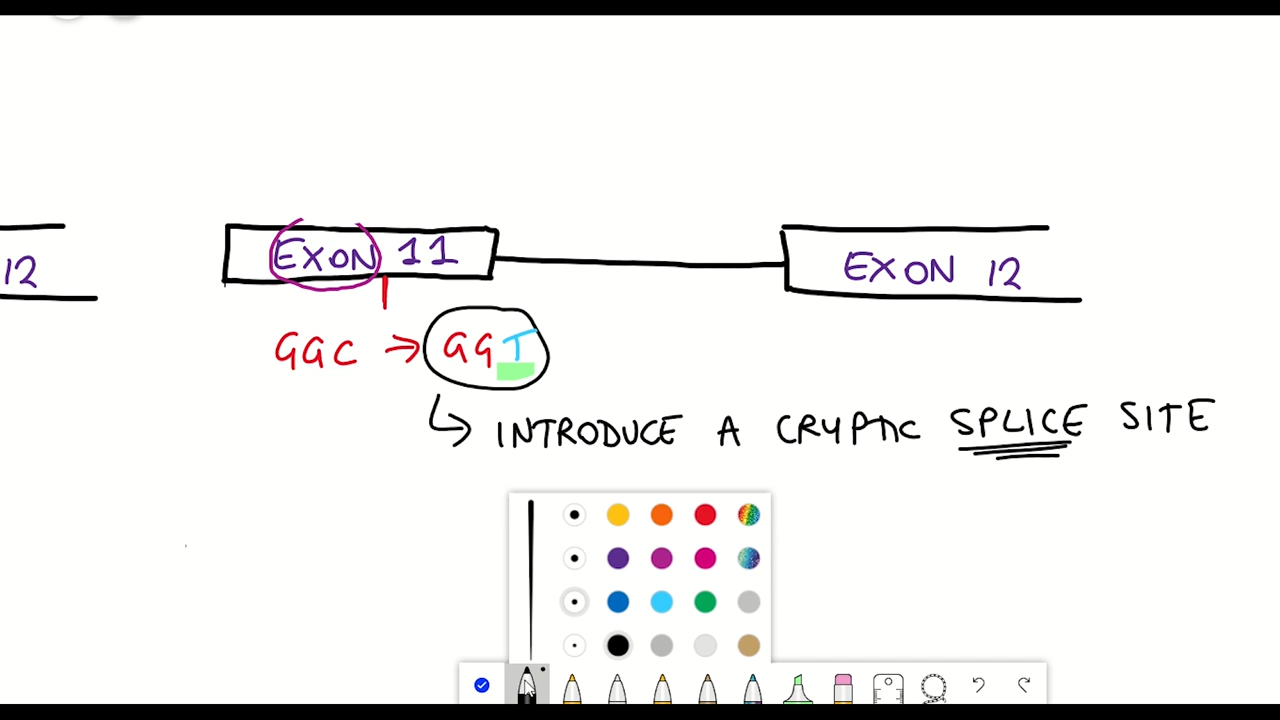 12
EXON 11
EXON 12
GGC → GGT
↳ INTRODUCE A CRYPTIC SPLICE SITE